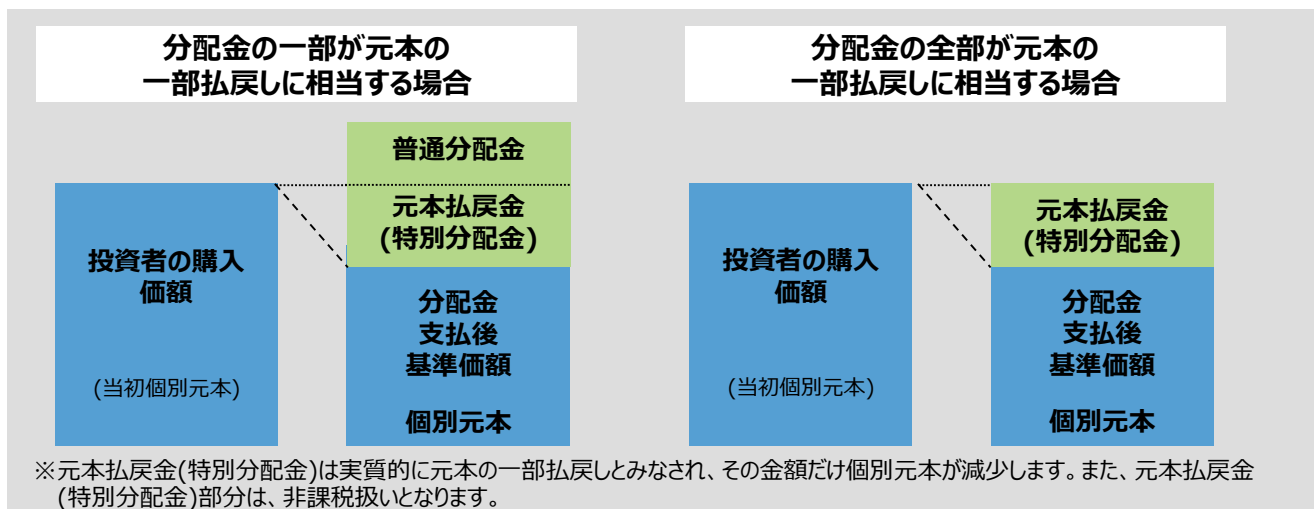 分配金の一部が元本の
一部払戻しに相当する場合
普通分配金
元本払戻金
(特別分配金)
投資者の購入
価額
(当初個別元本)
分配金
支払後
基準価額
個別元本
分配金の全部が元本の
一部払戻しに相当する場合
元本払戻金
(特別分配金)
投資者の購入
価額
(当初個別元本)
分配金
支払後
基準価額
個別元本
※元本払戻金(特別分配金)は実質的に元本の一部払戻しとみなされ、その金額だけ個別元本が減少します。また、元本払戻金
(特別分配金)部分は、非課税扱いとなります。